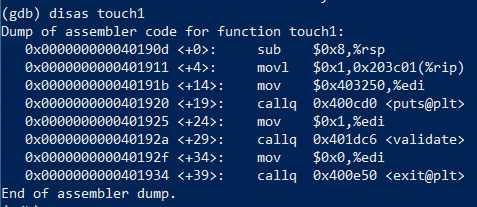 (gdb) disas touch1
Dump of assembler code for function touch1:
0x000000000040190d <+0>: sub $0x8,%rsp
0x0000000000401911 <+4>: movl $0x1,0x203c01(%rip)
0x000000000040191b <+14>: mov $0x403250,%edi
0x0000000000401920 <+19>: callq 0x400cd0 <puts@plt>
0x0000000000401925 <+24>: mov $0x1,%edi
0x000000000040192a <+29>: callq 0x401dc6 <validate>
0x000000000040192f <+34>: mov $0x0,%edi
0x0000000000401934 <+39>: callq 0x400e50 <exit@plt>
End of assembler dump.